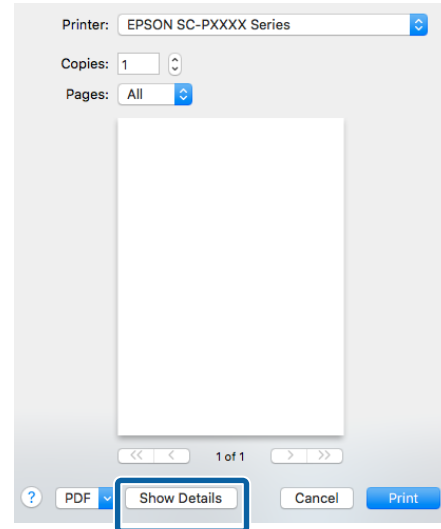 Printer: EPSON SC-PXXXX Series
Copies: 1
Pages: All
<< < 1 of 1 > >>
? PDF Show Details Cancel Print